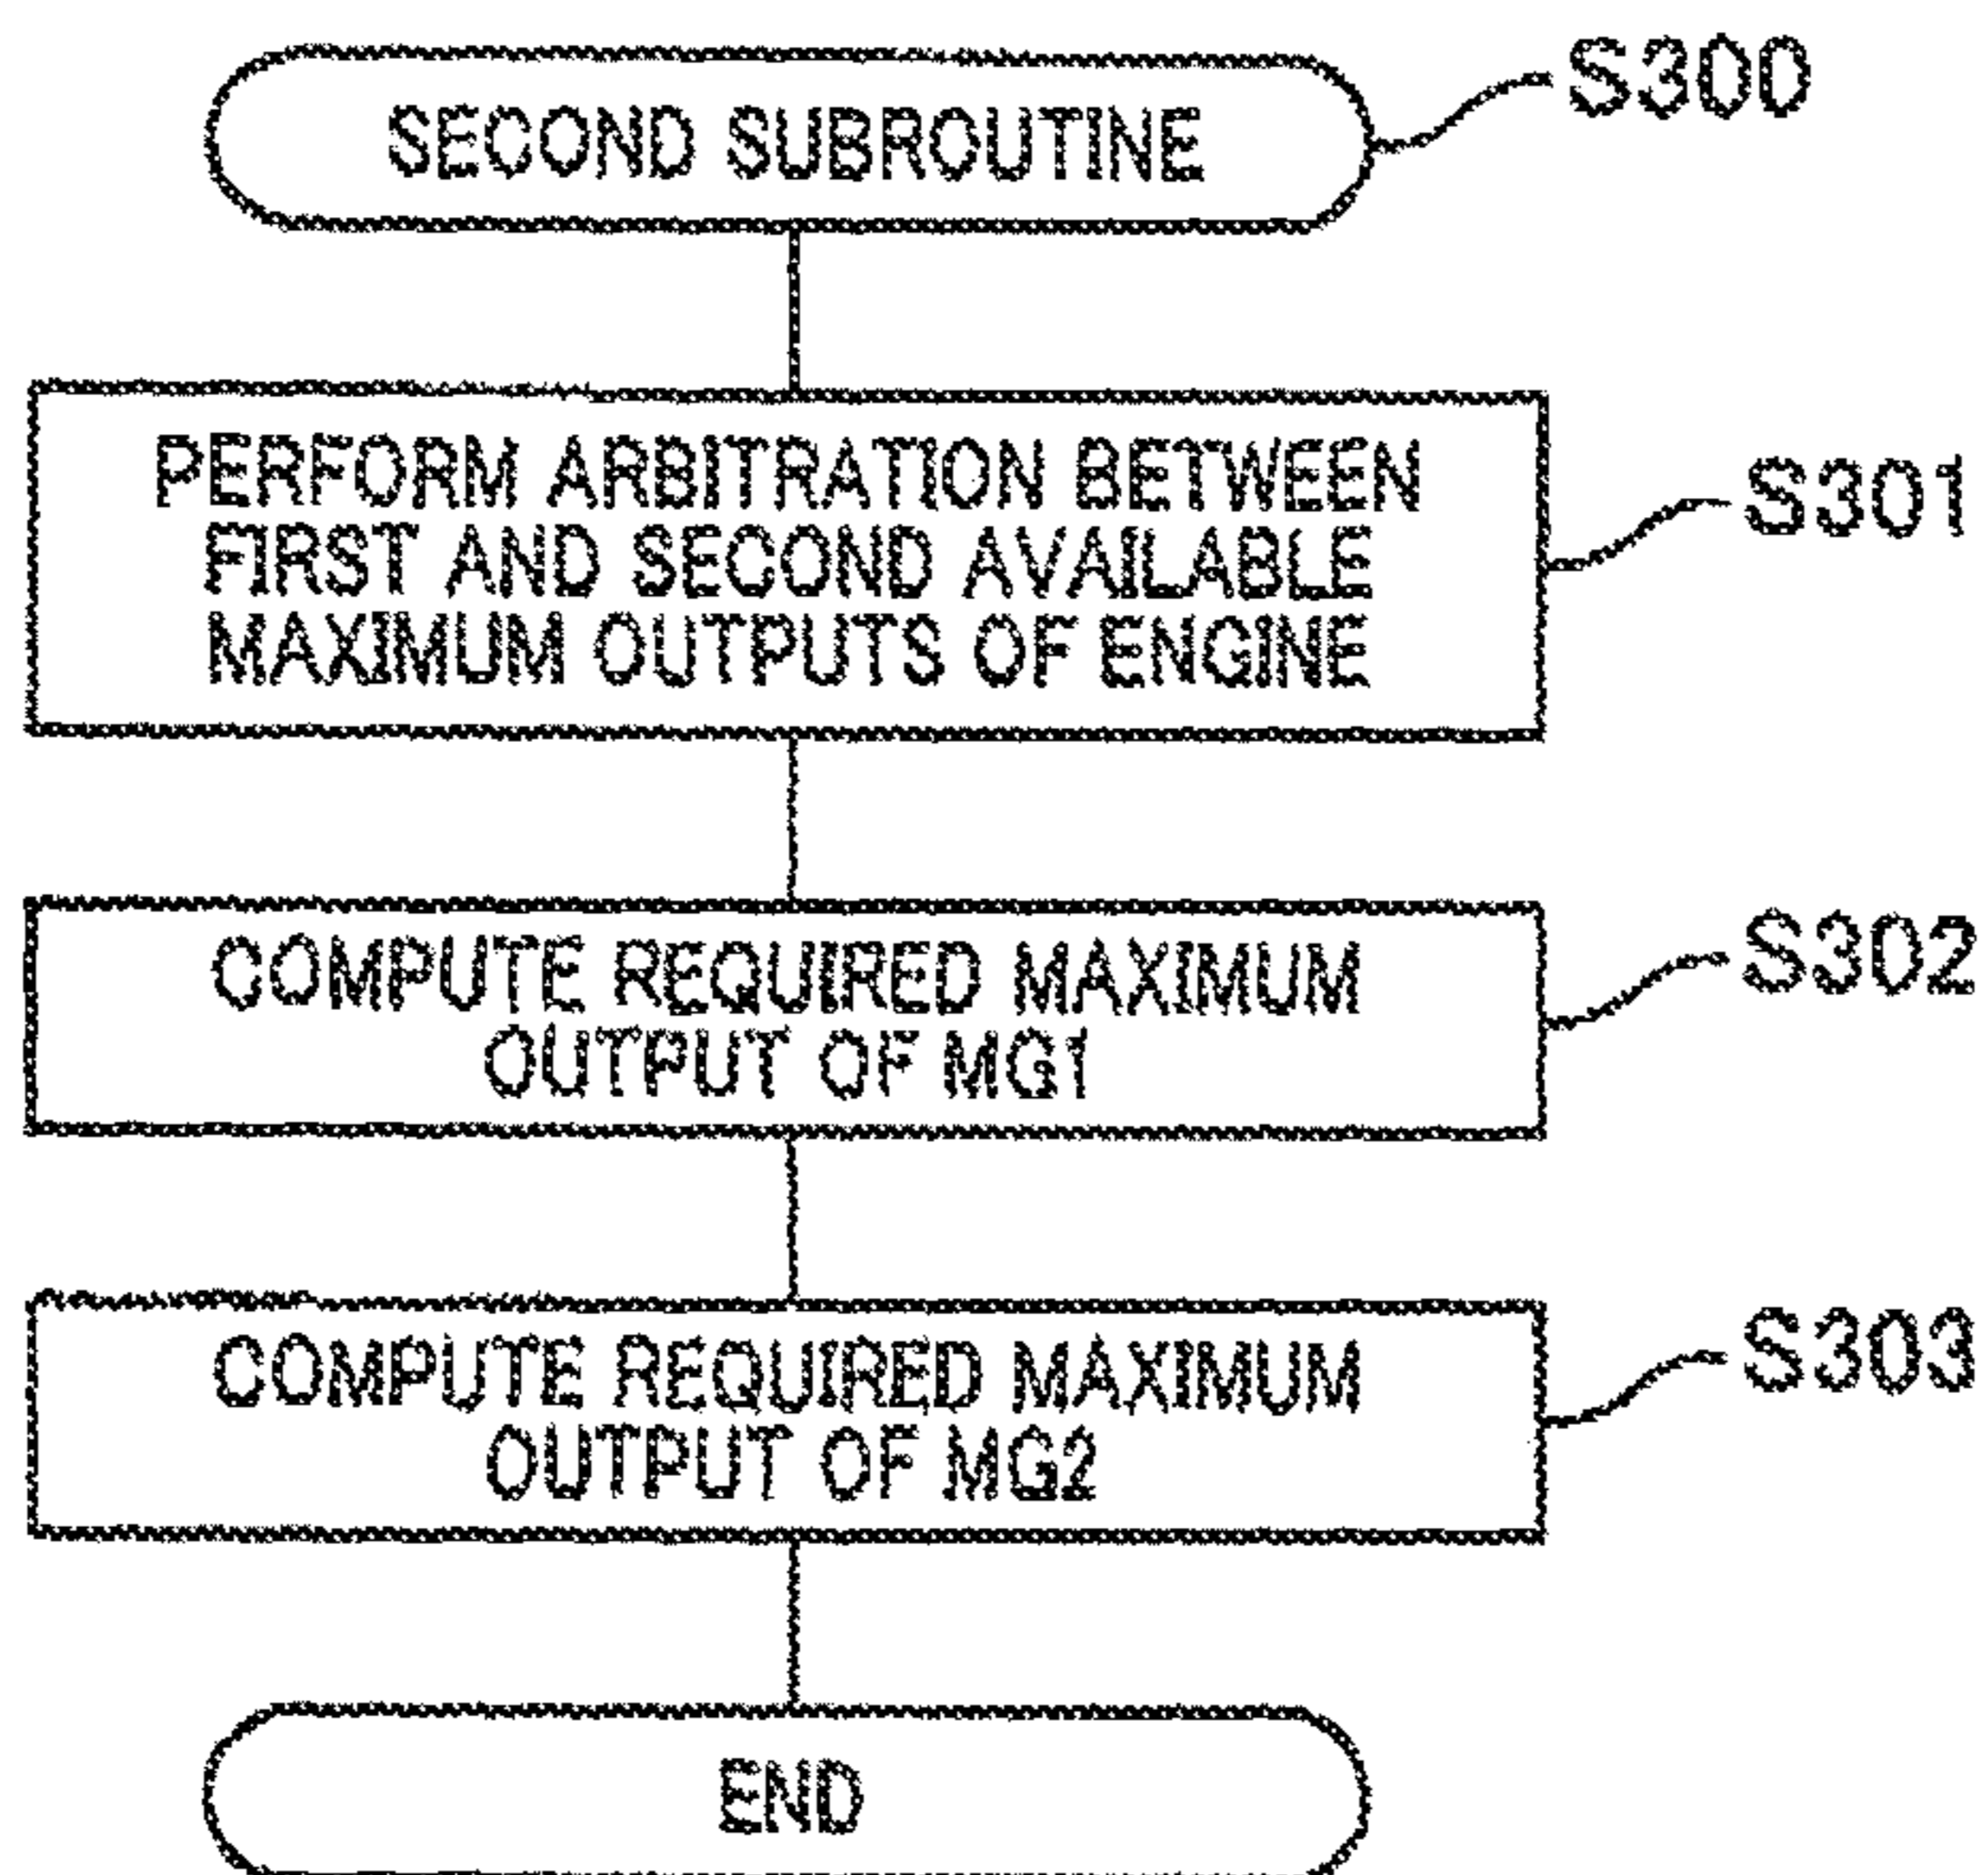 SECOND SUBROUTINE
S300
PERFORM ARBITRATION BETWEEN
FIRST AND SECOND AVAILABLE
MAXIMUM OUTPUTS OF ENGINE
S301
COMPUTE REQUIRED MAXIMUM
OUTPUT OF MG1
S302
COMPUTE REQUIRED MAXIMUM
OUTPUT OF MG2
S303
END